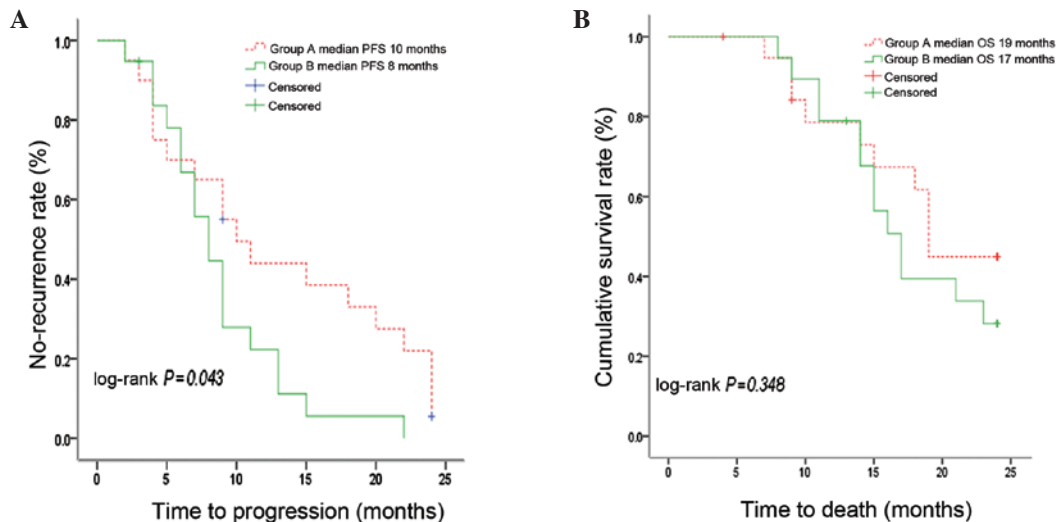 A
Group A median PFS 10 months
Group B median PFS 8 months
Censored
Censored
1.0
0.8
0.6
0.4
0.2
0.0
No-recurrence rate (%)
log-rank P=0.043
0 5 10 15 20 25
Time to progression (months)
B
Group A median OS 19 months
Group B median OS 17 months
Censored
Censored
1.0
0.8
0.6
0.4
0.2
0.0
Cumulative survival rate (%)
log-rank P=0.348
0 5 10 15 20 25
Time to death (months)